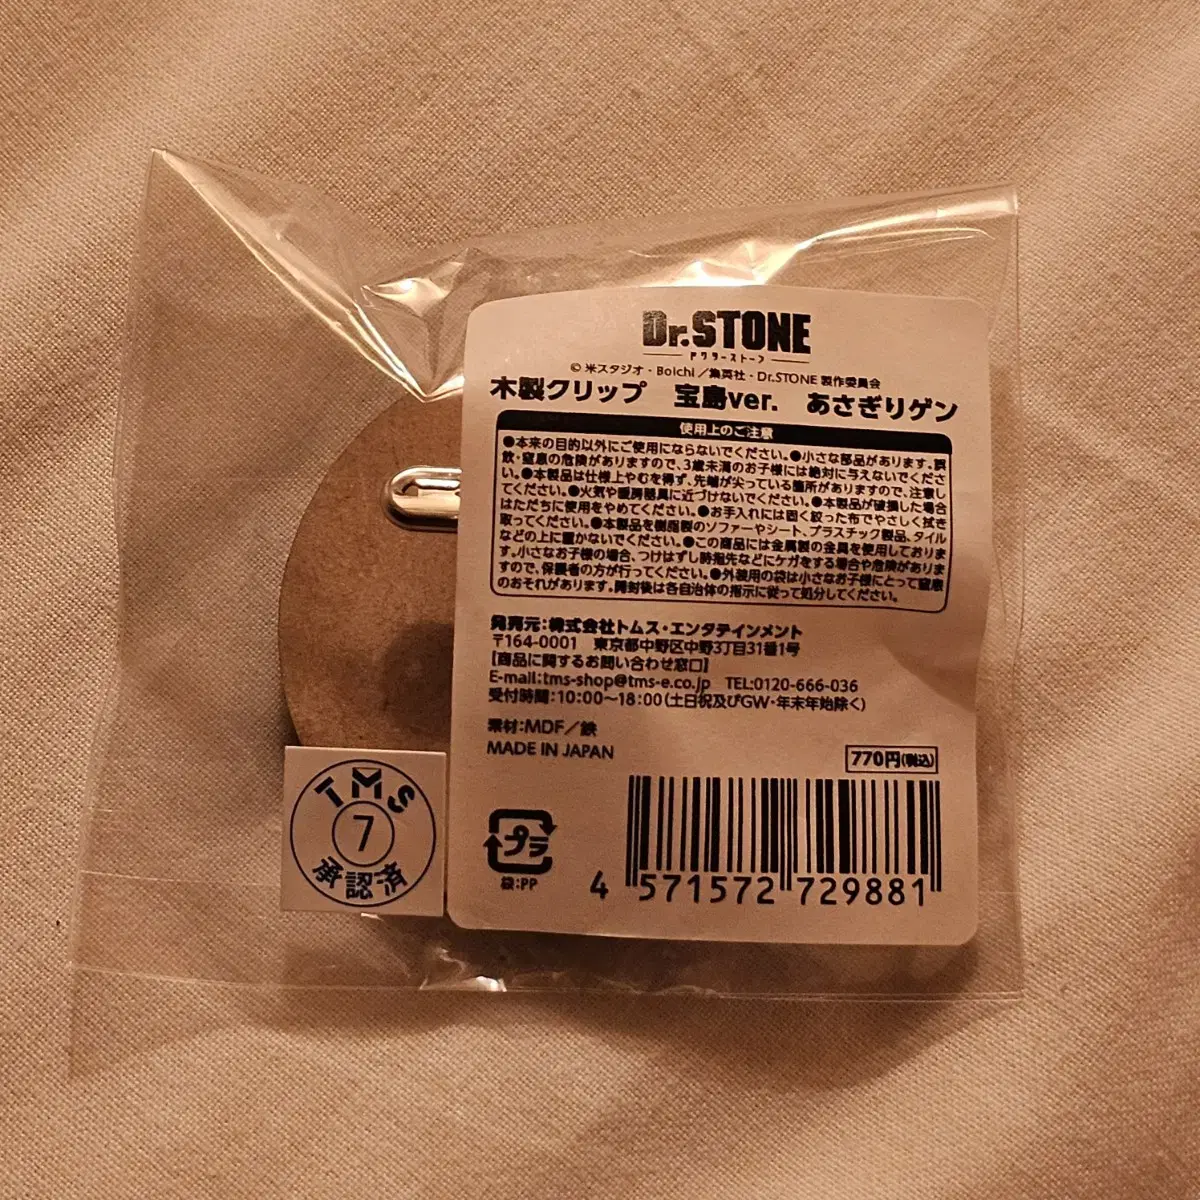 Dr.STONE
ドクターストーン
© 米スタジオ・Boichi／集英社・Dr.STONE 製作委員会
木製クリップ 宝島ver. あさぎりゲン
使用上のご注意
●本来の目的以外にご使用にならないでください。●小さな部品があります。誤
飲・窒息の危険がありますので、3歳未満のお子様には絶対に与えないでくださ
い。●本製品は仕様上やむを得ず、先端が尖っている箇所がありますので、注意し
てください。●火気や暖房器具に近づけないでください。●本製品が破損した場合
はただちに使用をやめてください。●お手入れには固く絞った布でやさしく拭き
取ってください。●本製品を樹脂製のソファーやシート、プラスチック製品、タイル
などの上に置かないでください。●この商品には金属製の金具を使用しておりま
す。小さなお子様の場合、つけはずし時指先などにケガをする場合や危険がありま
すので、保護者の方が行ってください。●外装用の袋は小さなお子様にとって窒息
のおそれがあります。開封後は各自治体の指示に従って処分してください。
発売元：株式会社トムス・エンタテインメント
〒164-0001 東京都中野区中野3丁目31番1号
【商品に関するお問い合わせ窓口】
E-mail:tms-shop@tms-e.co.jp TEL:0120-666-036
受付時間：10:00～18:00（土日祝及びGW・年末年始除く）
素材：MDF／鉄
MADE IN JAPAN
770円(税込)
プラ
袋：PP
4 571572 729881
TMS
7
承認済